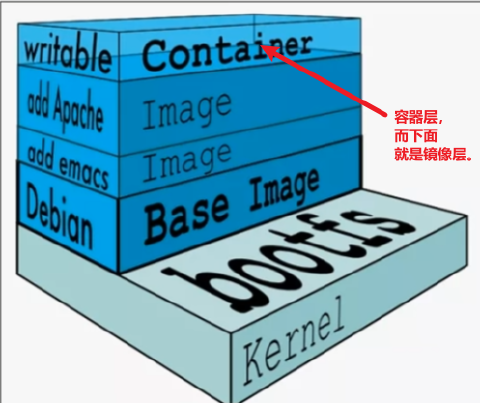 writable Container
add Apache Image
add emacs Image
Debian Base Image
bootfs
Kernel
容器层,
而下面
就是镜像层。